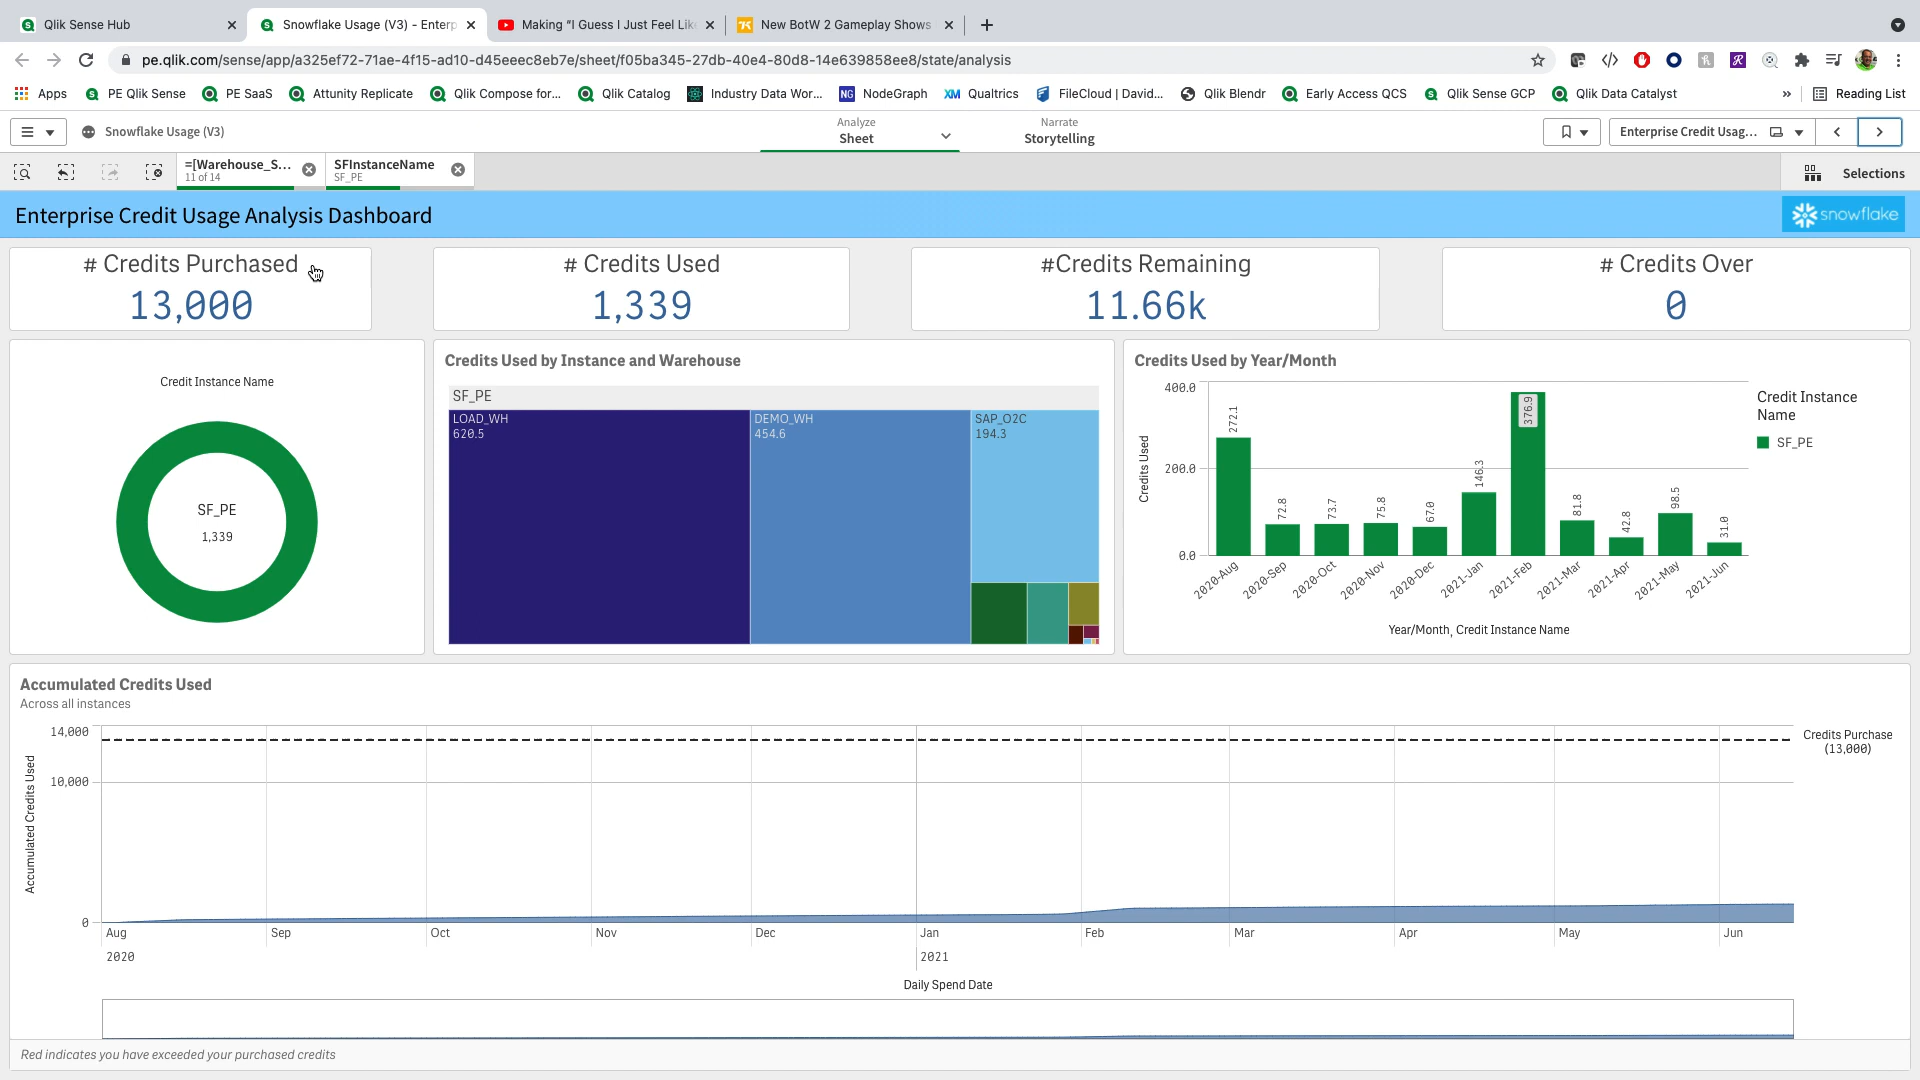 Qlik Sense Hub
Snowflake Usage (V3) - Enterp
Making "I Guess I Just Feel Lik
New BotW 2 Gameplay Shows
pe.qlik.com/sense/app/a325ef72-71ae-4f15-ad10-d45eeec8eb7e/sheet/f05ba345-27db-40e4-80d8-14e639858ee8/state/analysis
Apps
PE Qlik Sense
PE SaaS
Attunity Replicate
Qlik Compose for...
Qlik Catalog
Industry Data Wor...
NG NodeGraph
XM Qualtrics
FileCloud | David...
Qlik Blendr
Early Access QCS
Qlik Sense GCP
Qlik Data Catalyst
»
Reading List
Snowflake Usage (V3)
Analyze
Sheet
Narrate
Storytelling
Enterprise Credit Usag...
=[Warehouse_S...
11 of 14
SFInstanceName
SF_PE
Selections
Enterprise Credit Usage Analysis Dashboard
snowflake
# Credits Purchased
13,000
# Credits Used
1,339
#Credits Remaining
11.66k
# Credits Over
0
Credit Instance Name
SF_PE
1,339
Credits Used by Instance and Warehouse
SF_PE
LOAD_WH
620.5
DEMO_WH
454.6
SAP_O2C
194.3
Credits Used by Year/Month
Credits Used
400.0
200.0
0.0
272.1
72.8
73.7
75.8
67.0
146.3
376.9
81.8
42.8
98.5
31.0
2020-Aug
2020-Sep
2020-Oct
2020-Nov
2020-Dec
2021-Jan
2021-Feb
2021-Mar
2021-Apr
2021-May
2021-Jun
Year/Month, Credit Instance Name
Credit Instance
Name
SF_PE
Accumulated Credits Used
Across all instances
Accumulated Credits Used
14,000
10,000
0
Credits Purchase
(13,000)
Aug
Sep
Oct
Nov
Dec
Jan
Feb
Mar
Apr
May
Jun
2020
2021
Daily Spend Date
Red indicates you have exceeded your purchased credits